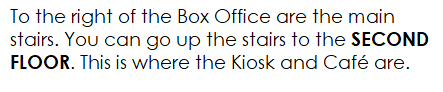 To the right of the Box Office are the main
stairs. You can go up the stairs to the SECOND
FLOOR. This is where the Kiosk and Café are.